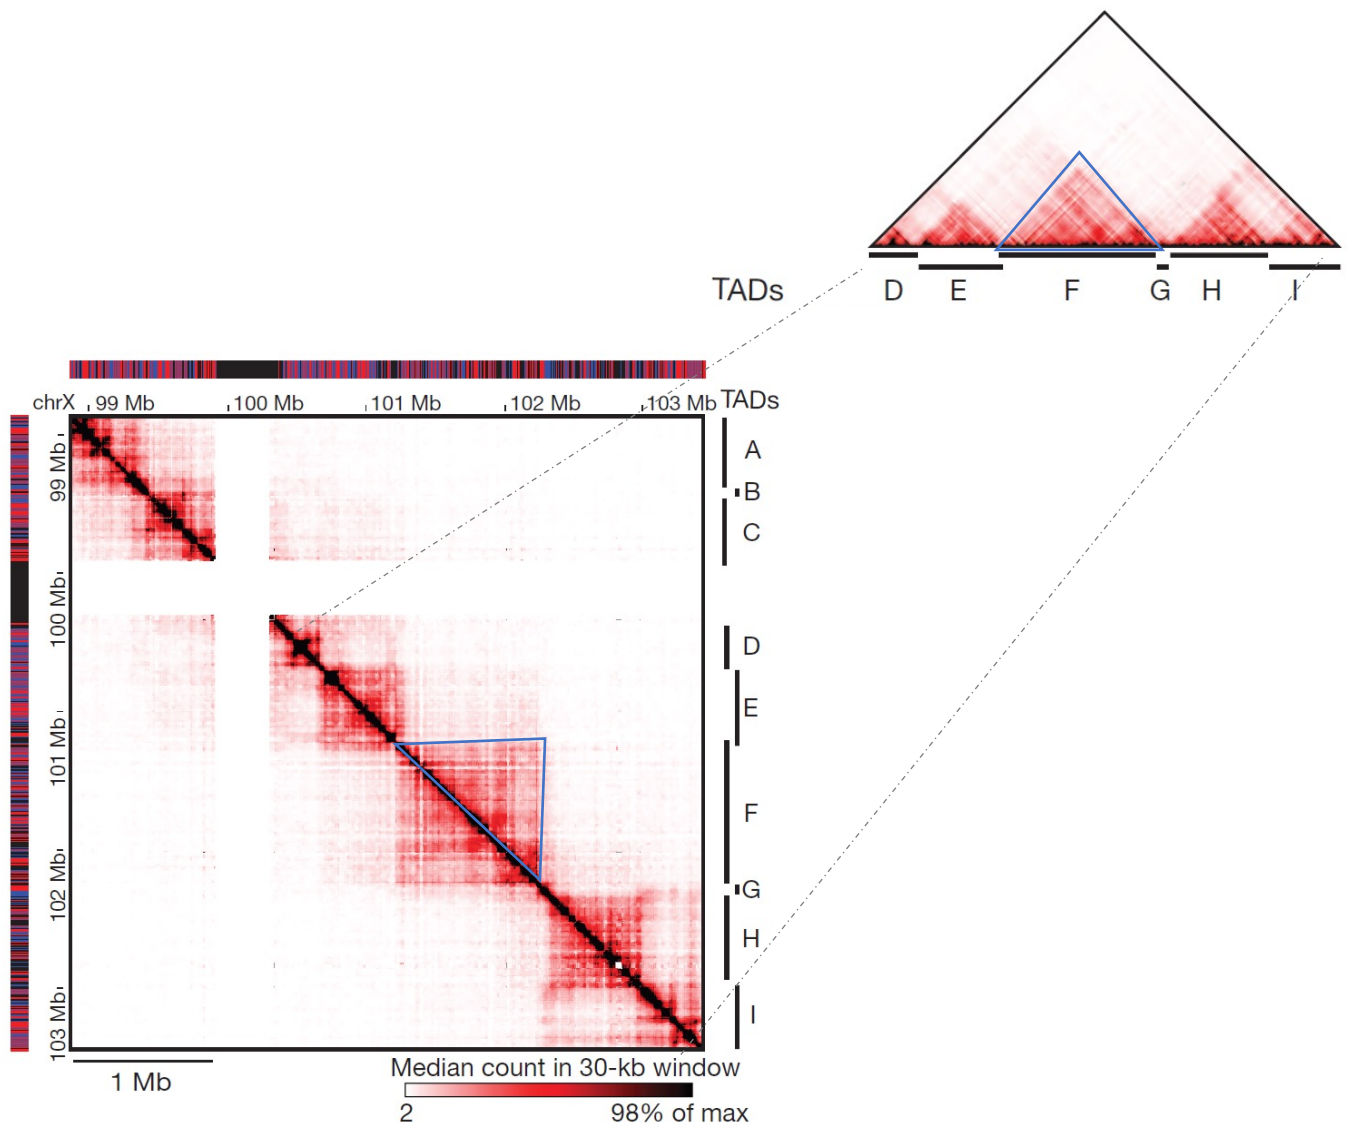 TADs
D E F G H I
chrX 99 Mb 100 Mb 101 Mb 102 Mb 103 Mb TADs
99 Mb
100 Mb
101 Mb
102 Mb
103 Mb
A
B
C
D
E
F
G
H
I
1 Mb
Median count in 30-kb window
2 98% of max